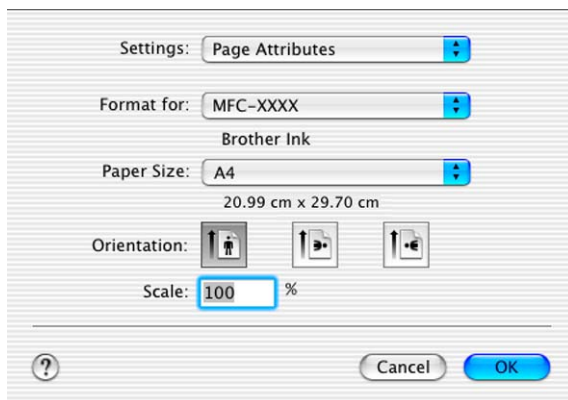 Settings: Page Attributes
Format for: MFC-XXXX
Brother Ink
Paper Size: A4
20.99 cm x 29.70 cm
Orientation:
Scale: 100 %
? Cancel OK